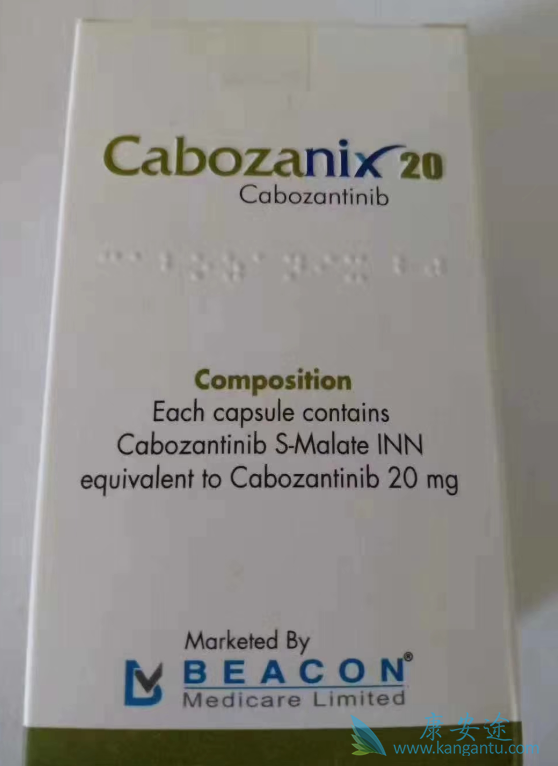 Cabozanix 20
Cabozantinib
Composition
Each capsule contains
Cabozantinib S-Malate INN
equivalent to Cabozantinib 20 mg
Marketed By
BEACON®
Medicare Limited
康安途
www.kangantu.com